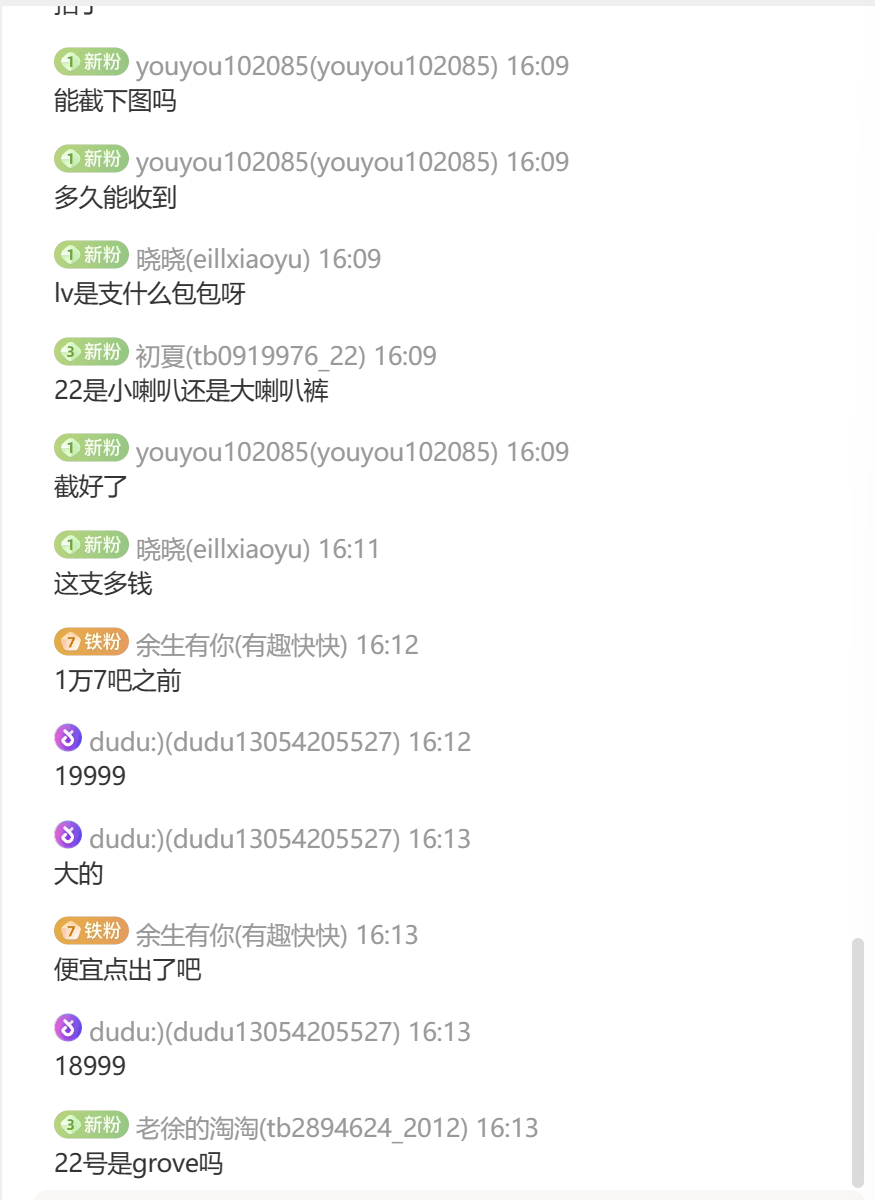 1 新粉 youyou102085(youyou102085) 16:09
能截下图吗
1 新粉 youyou102085(youyou102085) 16:09
多久能收到
1 新粉 晓晓(eillxiaoyu) 16:09
lv是支什么包包呀
3 新粉 初夏(tb0919976_22) 16:09
22是小喇叭还是大喇叭裤
1 新粉 youyou102085(youyou102085) 16:09
截好了
1 新粉 晓晓(eillxiaoyu) 16:11
这支多钱
7 铁粉 余生有你(有趣快快) 16:12
1万7吧之前
dudu:)(dudu13054205527) 16:12
19999
dudu:)(dudu13054205527) 16:13
大的
7 铁粉 余生有你(有趣快快) 16:13
便宜点出了吧
dudu:)(dudu13054205527) 16:13
18999
3 新粉 老徐的淘淘(tb2894624_2012) 16:13
22号是grove吗